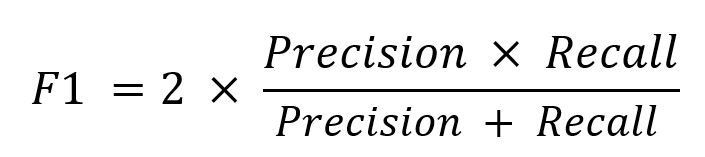 F1 = 2 × Precision × Recall
Precision + Recall